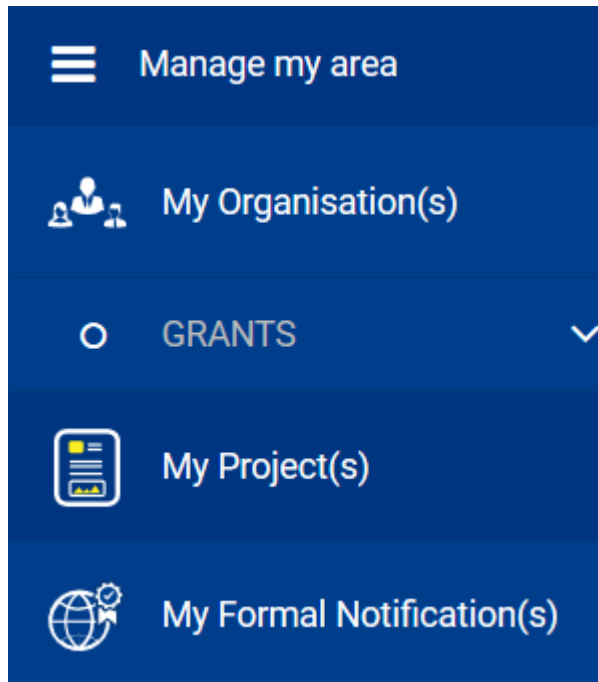 Manage my area
My Organisation(s)
GRANTS
My Project(s)
My Formal Notification(s)